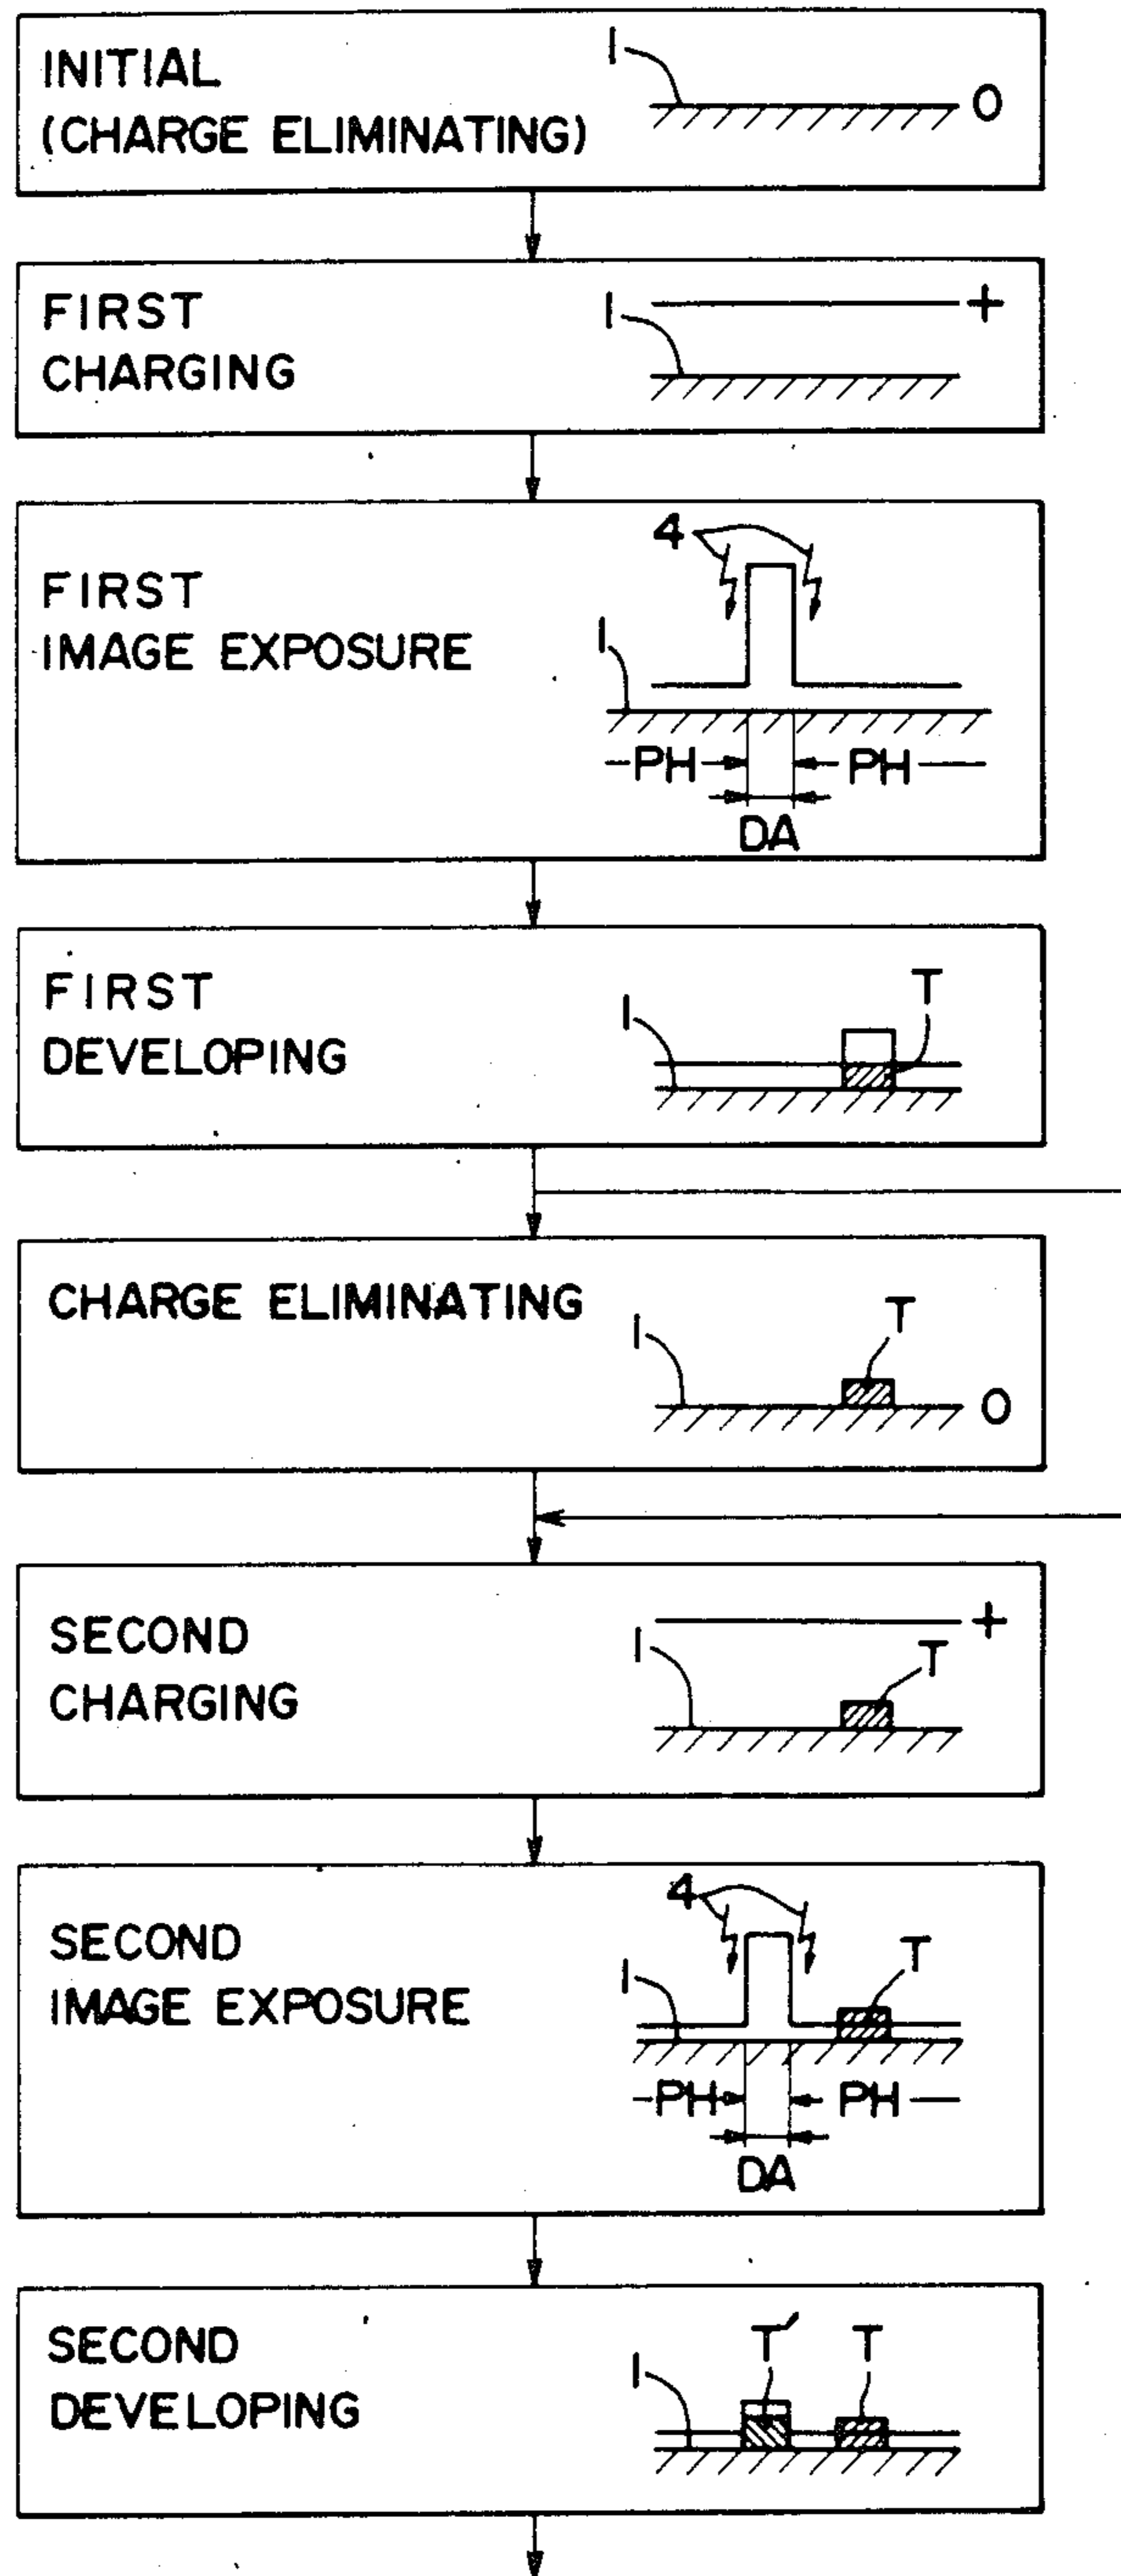 INITIAL
(CHARGE ELIMINATING)
1
0
FIRST
CHARGING
1
+
FIRST
IMAGE EXPOSURE
4
1
PH
PH
DA
FIRST
DEVELOPING
1
T
CHARGE ELIMINATING
1
T
0
SECOND
CHARGING
1
+
T
SECOND
IMAGE EXPOSURE
4
1
T
PH
PH
DA
SECOND
DEVELOPING
1
T'
T